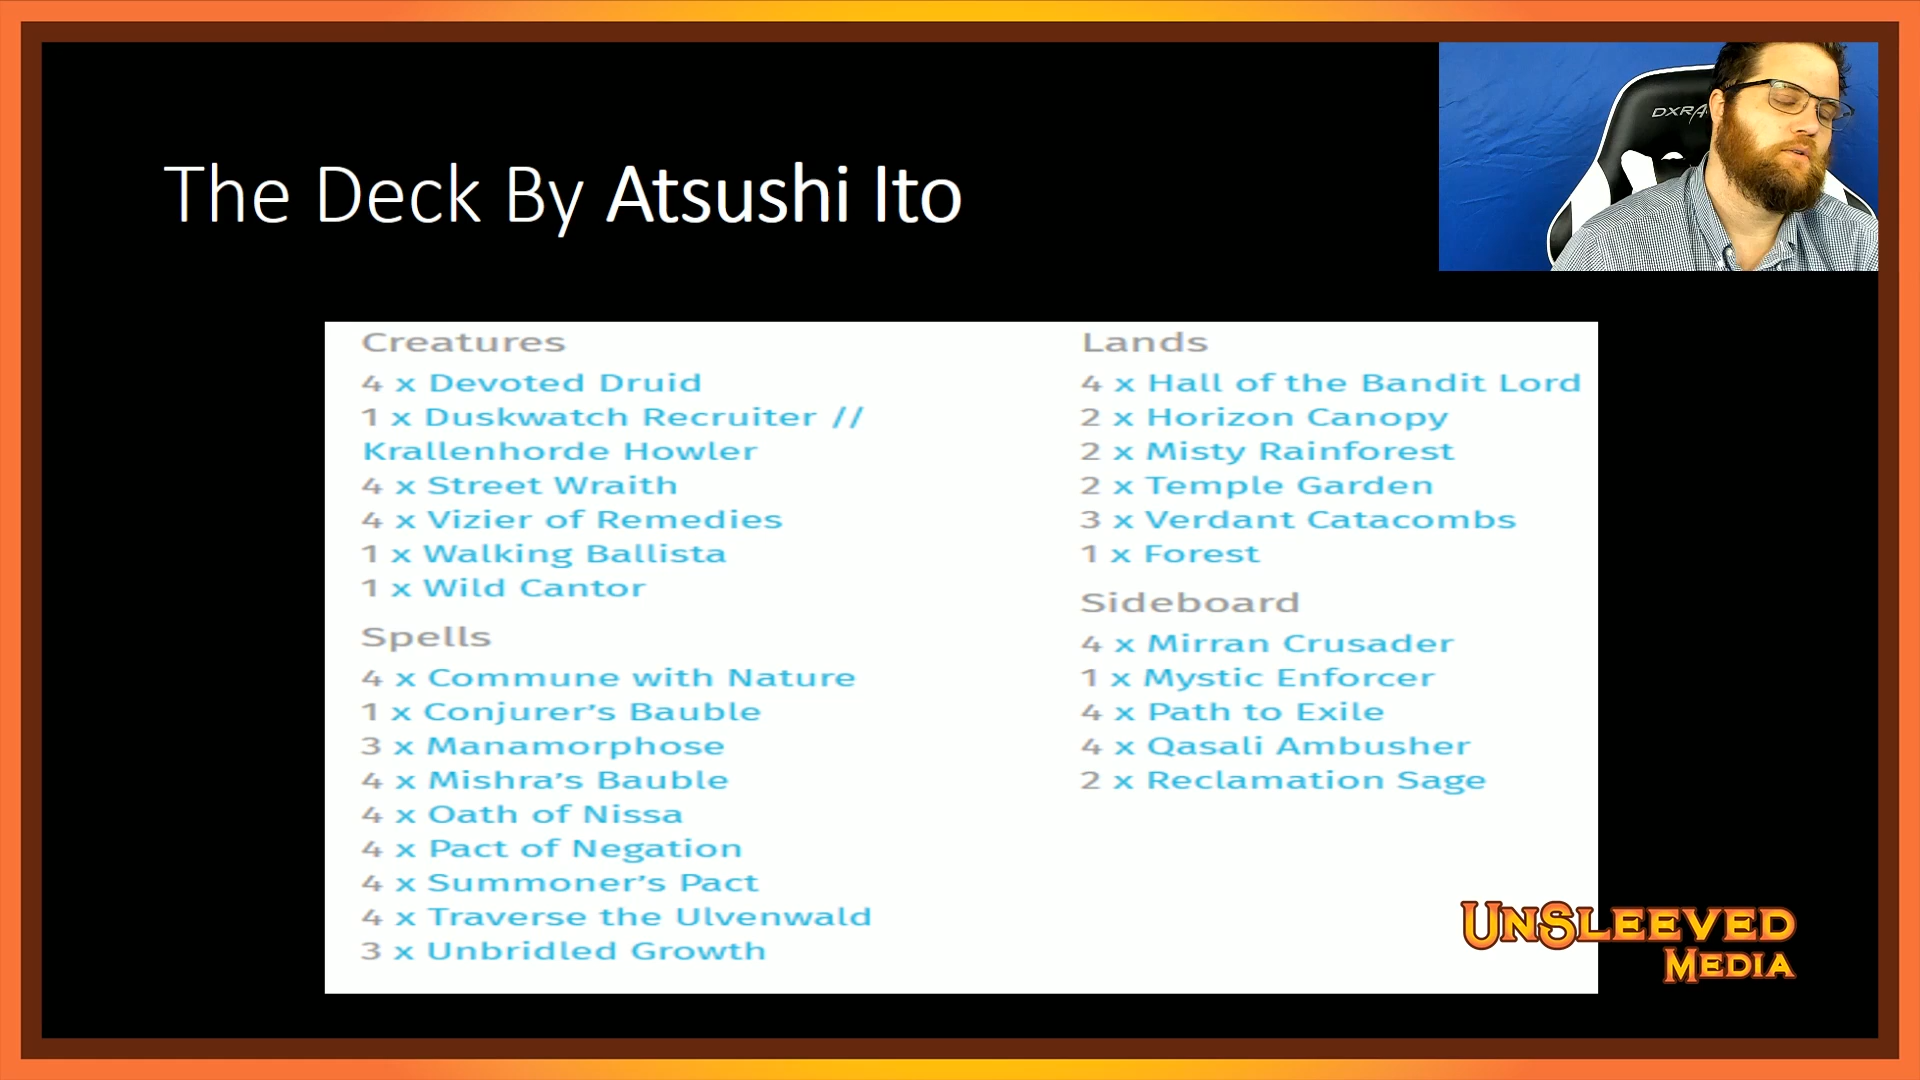 The Deck By Atsushi Ito
DXRA
Creatures
4 x Devoted Druid
1 x Duskwatch Recruiter //
Krallenhorde Howler
4 x Street Wraith
4 x Vizier of Remedies
1 x Walking Ballista
1 x Wild Cantor
Spells
4 x Commune with Nature
1 x Conjurer's Bauble
3 x Manamorphose
4 x Mishra's Bauble
4 x Oath of Nissa
4 x Pact of Negation
4 x Summoner's Pact
4 x Traverse the Ulvenwald
3 x Unbridled Growth
Lands
4 x Hall of the Bandit Lord
2 x Horizon Canopy
2 x Misty Rainforest
2 x Temple Garden
3 x Verdant Catacombs
1 x Forest
Sideboard
4 x Mirran Crusader
1 x Mystic Enforcer
4 x Path to Exile
4 x Qasali Ambusher
2 x Reclamation Sage
UNSLEEVED
MEDIA